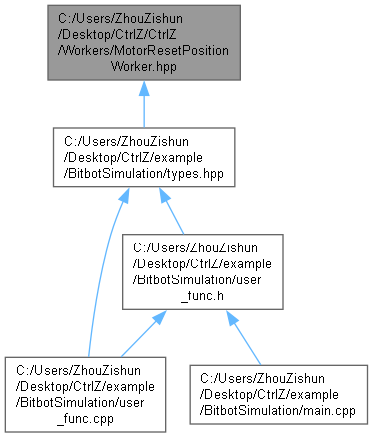 C:/Users/ZhouZishun
/Desktop/CtrlZ/CtrlZ
/Workers/MotorResetPosition
Worker.hpp
C:/Users/ZhouZishun
/Desktop/CtrlZ/example
/BitbotSimulation/types.hpp
C:/Users/ZhouZishun
/Desktop/CtrlZ/example
/BitbotSimulation/user
_func.h
C:/Users/ZhouZishun
/Desktop/CtrlZ/example
/BitbotSimulation/user
_func.cpp
C:/Users/ZhouZishun
/Desktop/CtrlZ/example
/BitbotSimulation/main.cpp